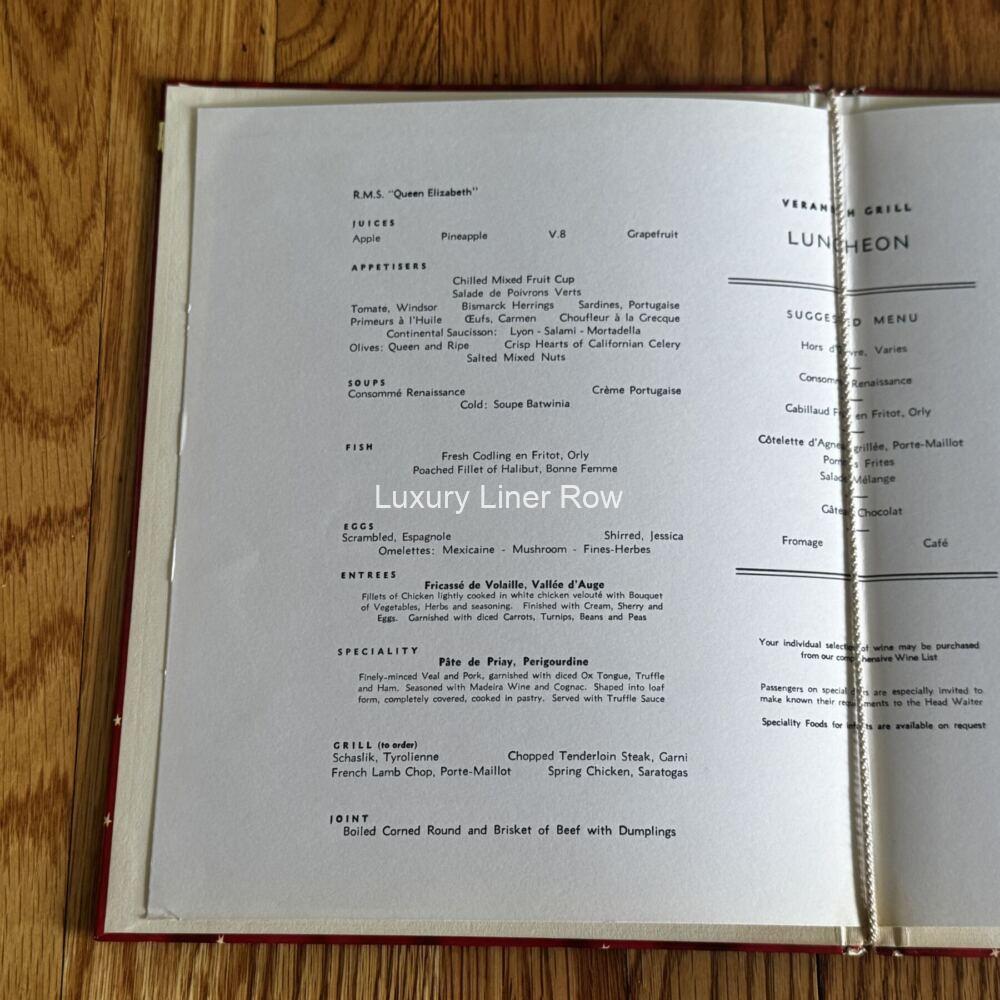 R.M.S. "Queen Elizabeth"
JUICES
Apple Pineapple V.8 Grapefruit
APPETISERS
Chilled Mixed Fruit Cup
Salade de Poivrons Verts
Tomate, Windsor Bismarck Herrings Sardines, Portugaise
Primeurs à l'Huile Œufs, Carmen Choufleur à la Grecque
Continental Saucisson: Lyon - Salami - Mortadella
Olives: Queen and Ripe Crisp Hearts of Californian Celery
Salted Mixed Nuts
SOUPS
Consommé Renaissance Crème Portugaise
Cold: Soupe Batwinia
FISH
Fresh Codling en Fritot, Orly
Poached Fillet of Halibut, Bonne Femme
Luxury Liner Row
EGGS
Scrambled, Espagnole Shirred, Jessica
Omelettes: Mexicaine - Mushroom - Fines-Herbes
ENTREES
Fricassé de Volaille, Vallée d'Auge
Fillets of Chicken lightly cooked in white chicken velouté with Bouquet
of Vegetables, Herbs and seasoning. Finished with Cream, Sherry and
Eggs. Garnished with diced Carrots, Turnips, Beans and Peas
SPECIALITY
Pâte de Priay, Perigourdine
Finely-minced Veal and Pork, garnished with diced Ox Tongue, Truffle
and Ham. Seasoned with Madeira Wine and Cognac. Shaped into loaf
form, completely covered, cooked in pastry. Served with Truffle Sauce
GRILL (to order)
Schaslik, Tyrolienne Chopped Tenderloin Steak, Garni
French Lamb Chop, Porte-Maillot Spring Chicken, Saratogas
JOINT
Boiled Corned Round and Brisket of Beef with Dumplings
GRILL
LUNCHEON
SUGGESTED MENU
Hors d'Œuvre, Varies
Consommé Renaissance
Cabillaud en Fritot, Orly
Côtelette d'Agneau grillée, Porte-Maillot
Pommes Frites
Salade Mélange
Gâteau Chocolat
Fromage Café
Your individual selection of wine may be purchased
from our comprehensive Wine List
Passengers on special diets are especially invited to
make known their requirements to the Head Waiter
Speciality Foods for infants are available on request